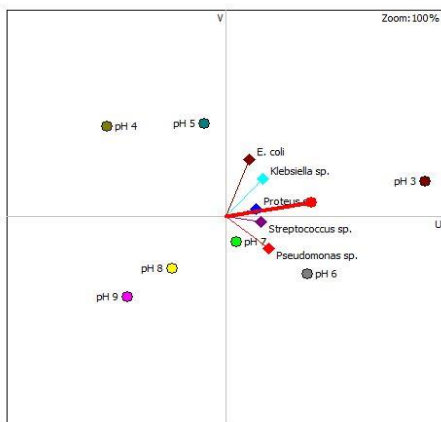 V
Zoom:100%
pH 4
pH 5
E. coli
Klebsiella sp.
pH 3
Proteus
U
Streptococcus sp.
pH 7
Pseudomonas sp.
pH 8
pH 6
pH 9